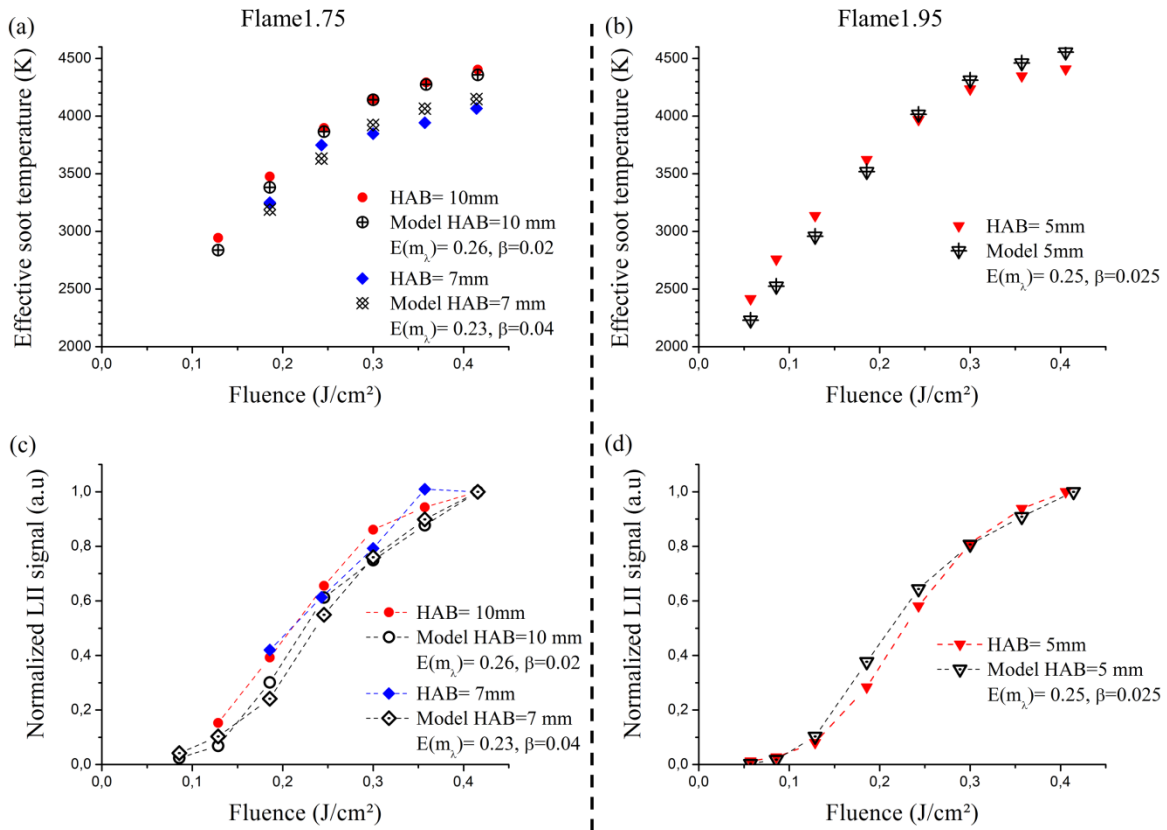 Flame1.75
Flame1.95
(a)
Effective soot temperature (K)
4500
4000
3500
3000
2500
2000
0,0
0,1
0,2
0,3
0,4
Fluence (J/cm²)
HAB= 10mm
Model HAB=10 mm
E(mλ)= 0.26, β=0.02
HAB= 7mm
Model HAB=7 mm
E(mλ)= 0.23, β=0.04
(b)
Effective soot temperature (K)
4500
4000
3500
3000
2500
2000
0,0
0,1
0,2
0,3
0,4
Fluence (J/cm²)
HAB= 5mm
Model 5mm
E(mλ)= 0.25, β=0.025
(c)
Normalized LII signal (a.u)
1,0
0,8
0,6
0,4
0,2
0,0
0,0
0,1
0,2
0,3
0,4
Fluence (J/cm²)
HAB= 10mm
Model HAB=10 mm
E(mλ)= 0.26, β=0.02
HAB= 7mm
Model HAB=7 mm
E(mλ)= 0.23, β=0.04
(d)
Normalized LII signal (a.u)
1,0
0,8
0,6
0,4
0,2
0,0
0,0
0,1
0,2
0,3
0,4
Fluence (J/cm²)
HAB= 5mm
Model HAB=5 mm
E(mλ)= 0.25, β=0.025